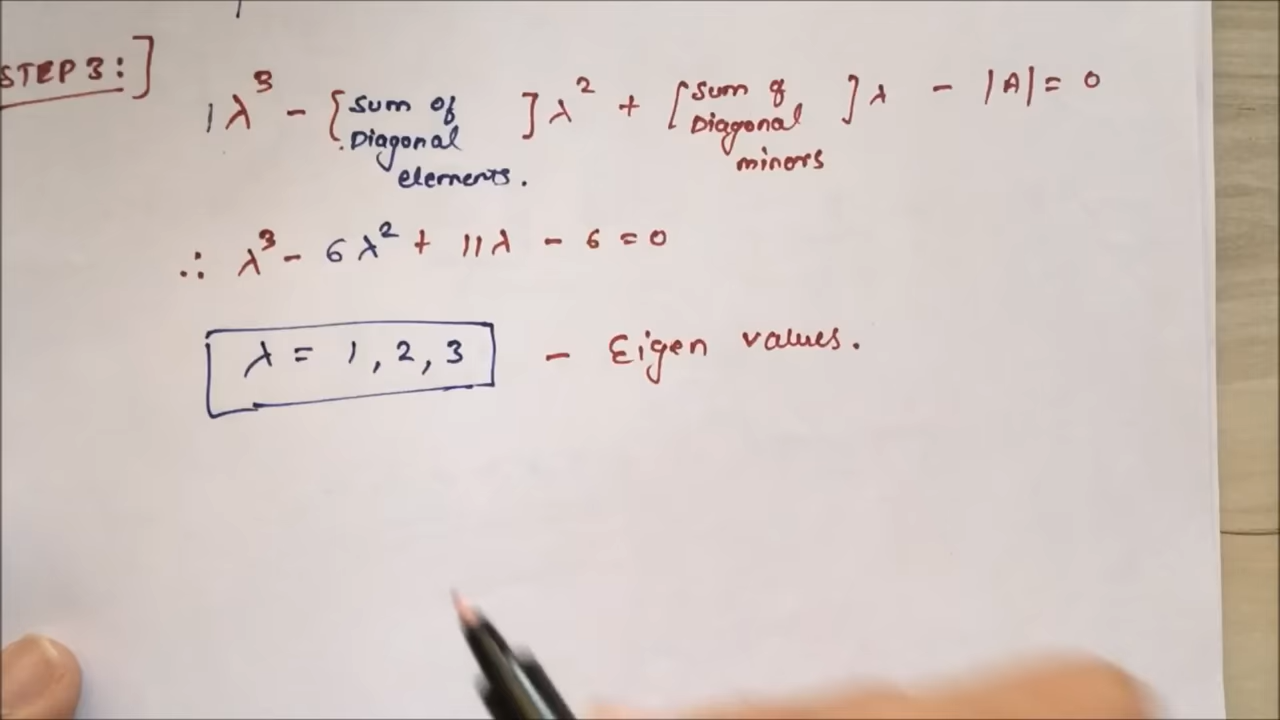 STEP 3:]
1λ³ - [Sum of Diagonal elements.]λ² + [Sum of Diagonal minors]λ - |A| = 0
∴ λ³ - 6λ² + 11λ - 6 = 0
λ = 1, 2, 3 - Eigen values.